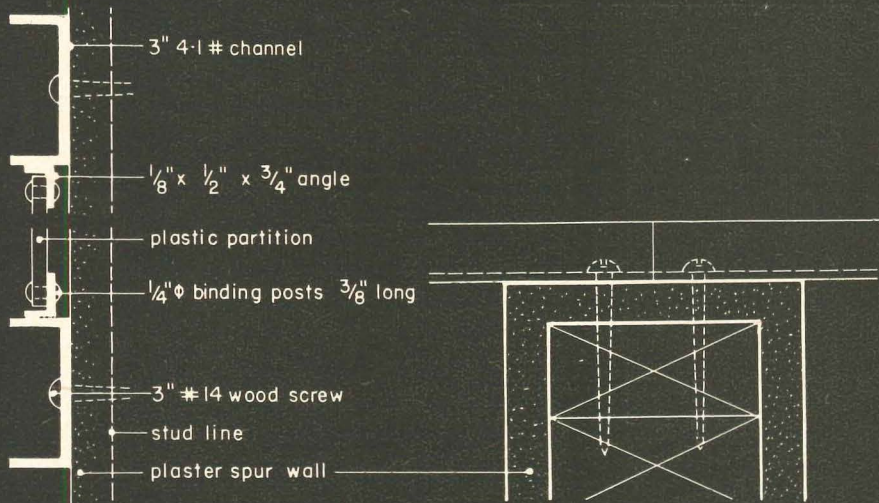 3" 4·1 # channel
1/8" x 1/2" x 3/4" angle
plastic partition
1/4" Φ binding posts 3/8" long
3" # 14 wood screw
stud line
plaster spur wall